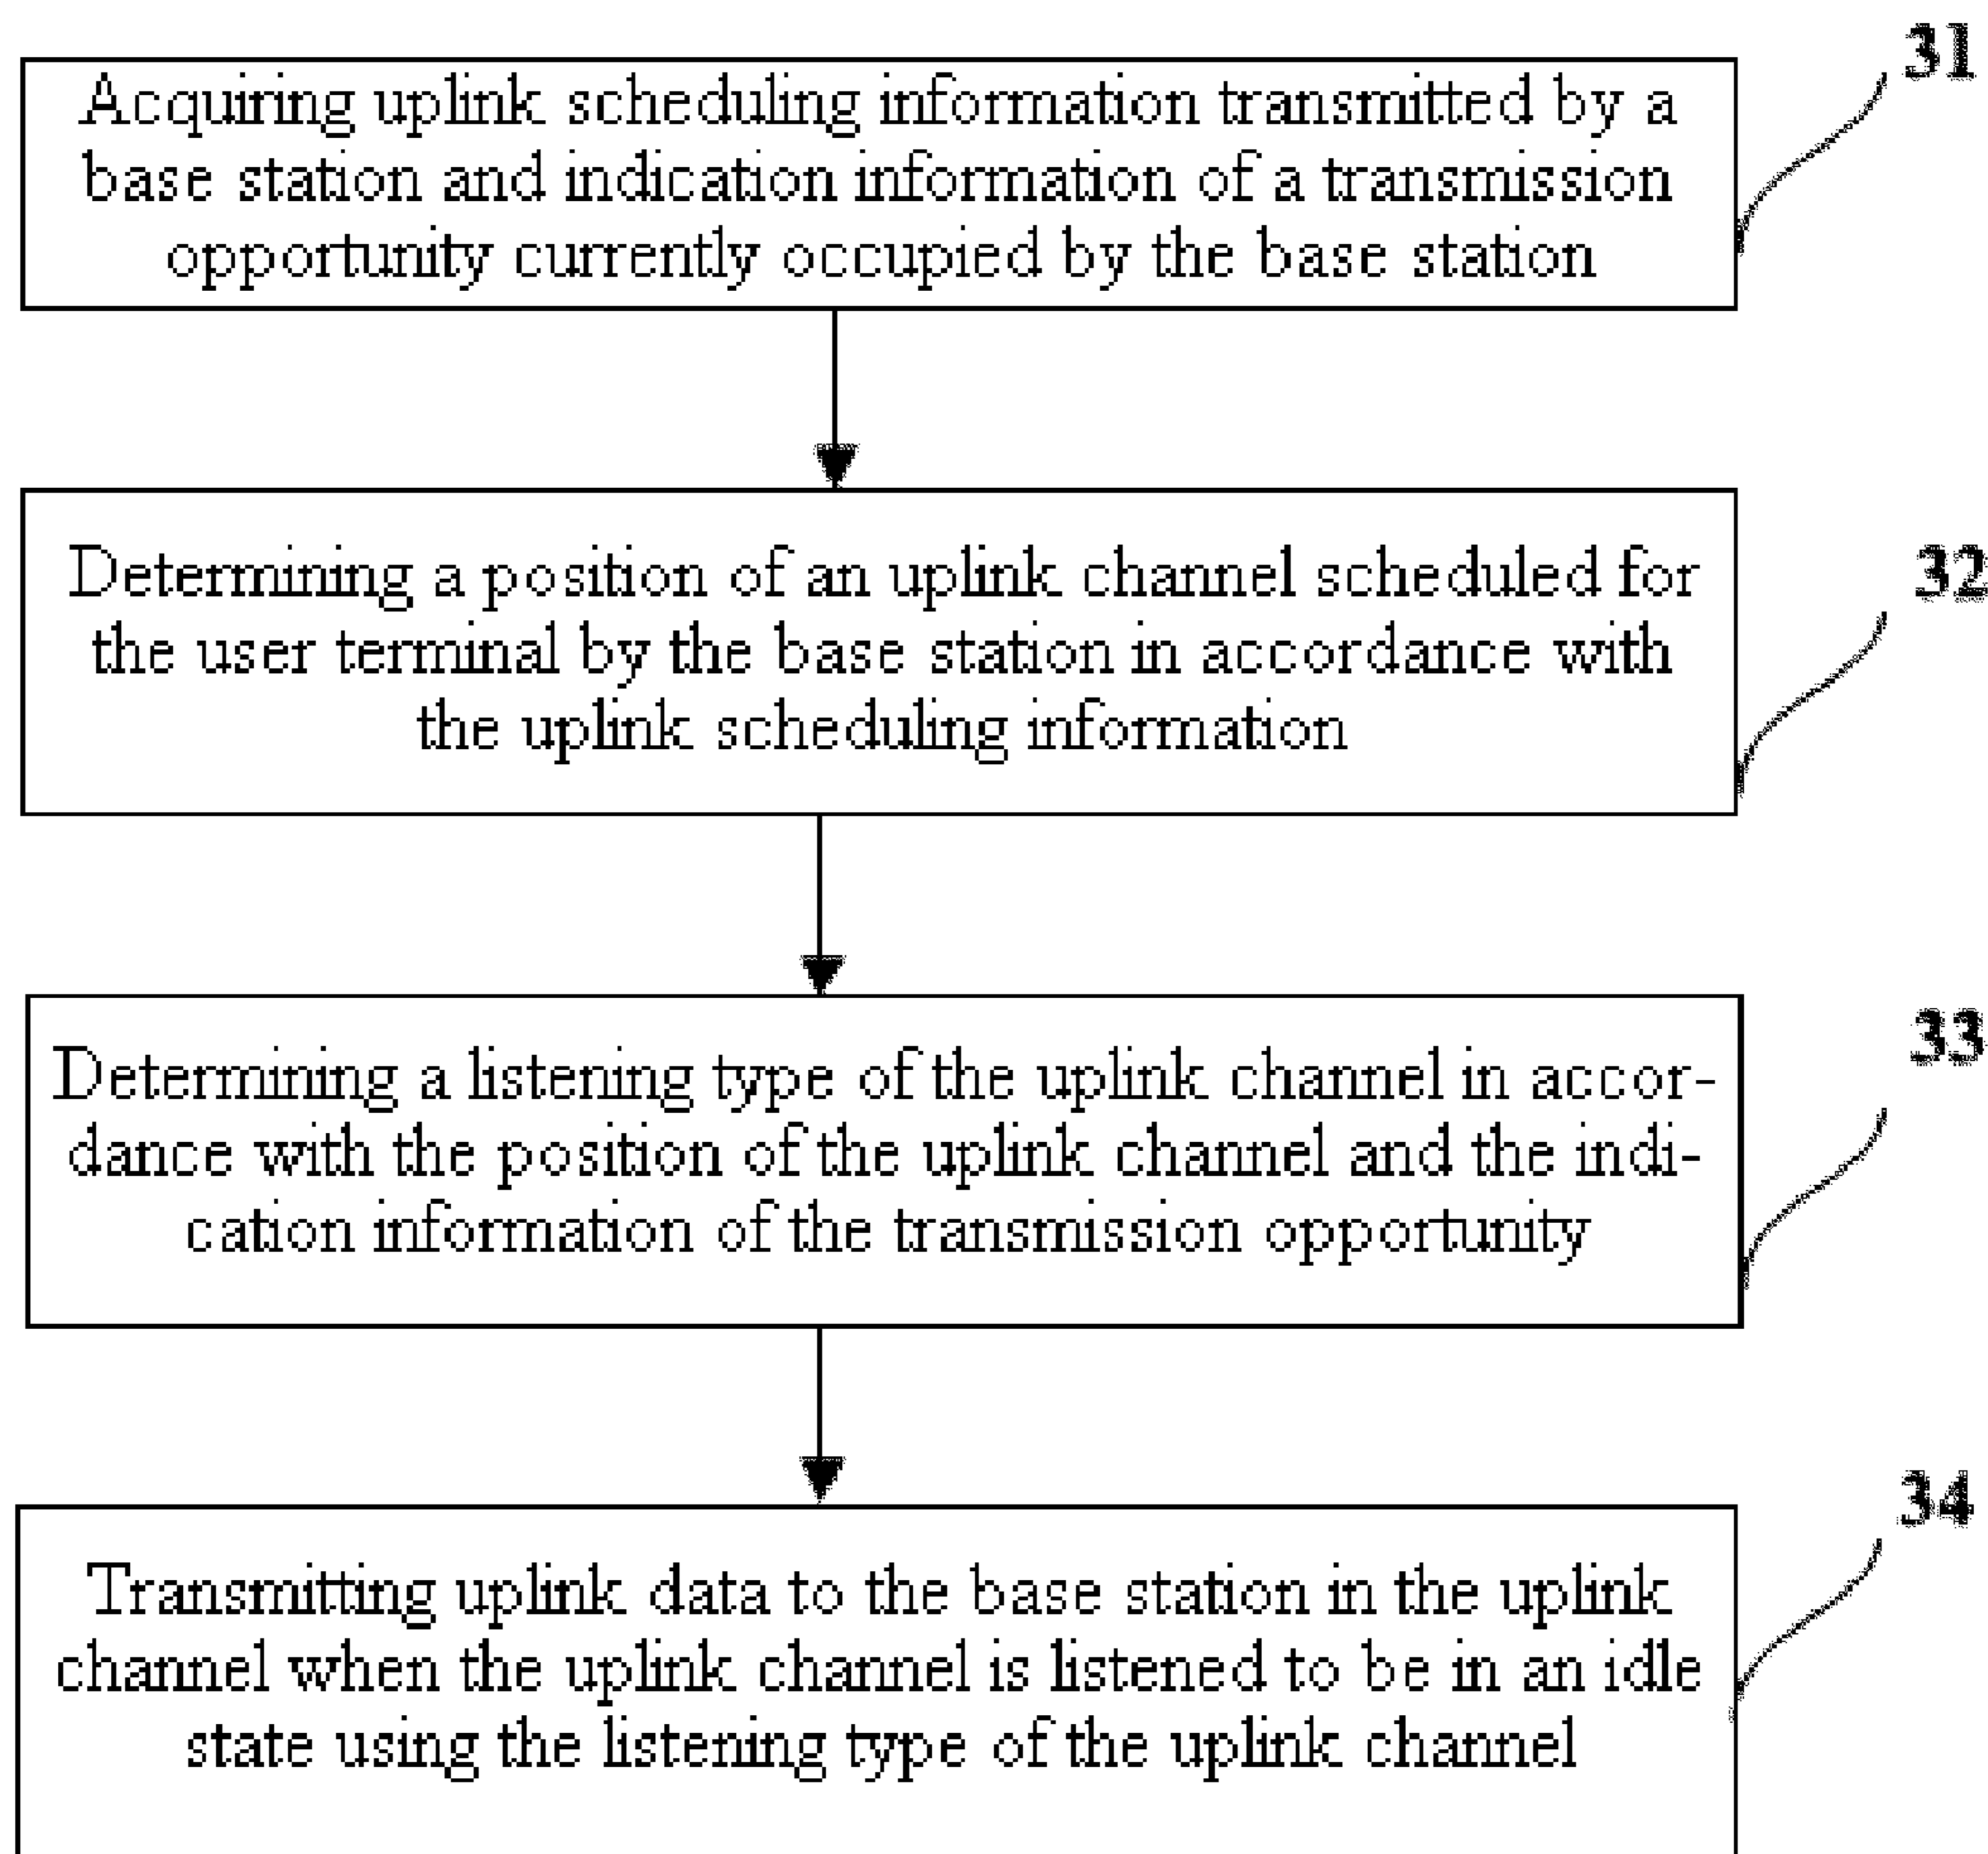 31
Acquiring uplink scheduling information transmitted by a
base station and indication information of a transmission
opportunity currently occupied by the base station
32
Determining a position of an uplink channel scheduled for
the user terminal by the base station in accordance with
the uplink scheduling information
33
Determining a listening type of the uplink channel in accor-
dance with the position of the uplink channel and the indi-
cation information of the transmission opportunity
34
Transmitting uplink data to the base station in the uplink
channel when the uplink channel is listened to be in an idle
state using the listening type of the uplink channel